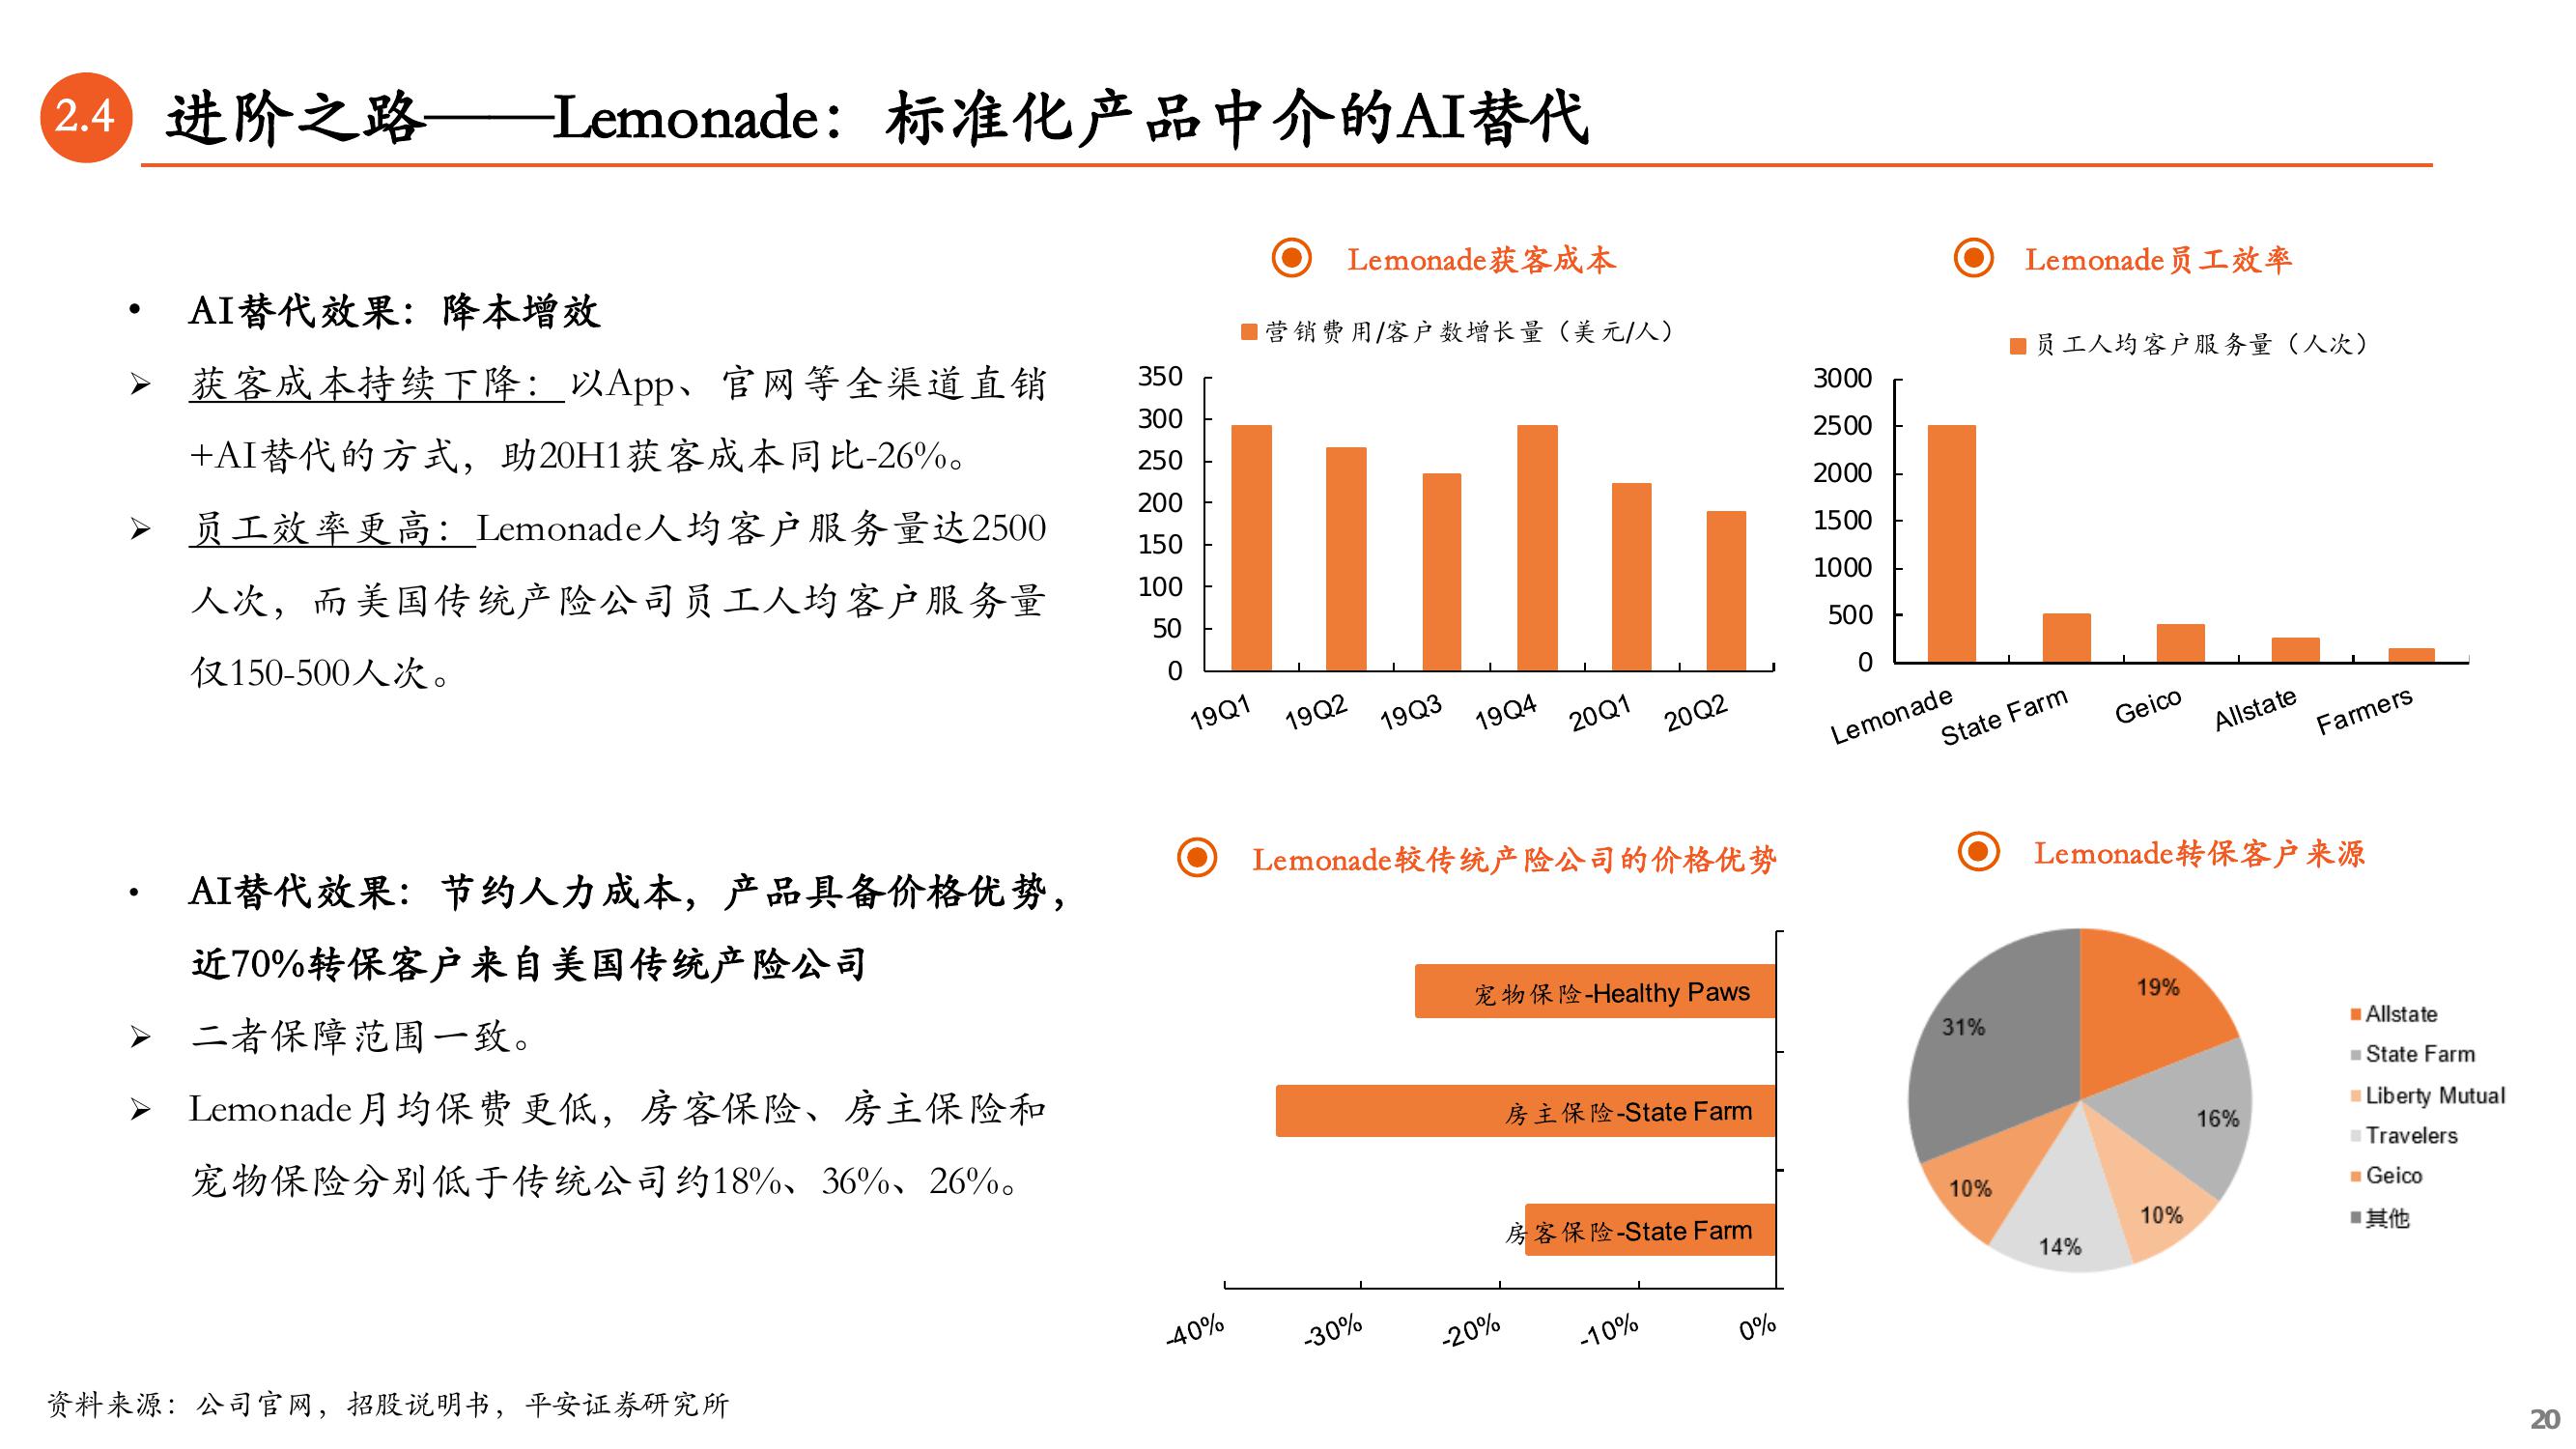 2.4 进阶之路——Lemonade：标准化产品中介的AI替代
• AI替代效果：降本增效
➢ 获客成本持续下降：以App、官网等全渠道直销
+AI替代的方式，助20H1获客成本同比-26%。
➢ 员工效率更高：Lemonade人均客户服务量达2500
人次，而美国传统产险公司员工人均客户服务量
仅150-500人次。
• AI替代效果：节约人力成本，产品具备价格优势，
近70%转保客户来自美国传统产险公司
➢ 二者保障范围一致。
➢ Lemonade月均保费更低，房客保险、房主保险和
宠物保险分别低于传统公司约18%、36%、26%。
Lemonade获客成本
营销费用/客户数增长量（美元/人）
350
300
250
200
150
100
50
0
19Q1 19Q2 19Q3 19Q4 20Q1 20Q2
Lemonade员工效率
员工人均客户服务量（人次）
3000
2500
2000
1500
1000
500
0
Lemonade State Farm Geico Allstate Farmers
Lemonade较传统产险公司的价格优势
宠物保险-Healthy Paws
房主保险-State Farm
房客保险-State Farm
-40% -30% -20% -10% 0%
Lemonade转保客户来源
19%
16%
10%
14%
10%
31%
Allstate
State Farm
Liberty Mutual
Travelers
Geico
其他
资料来源：公司官网，招股说明书，平安证券研究所
20